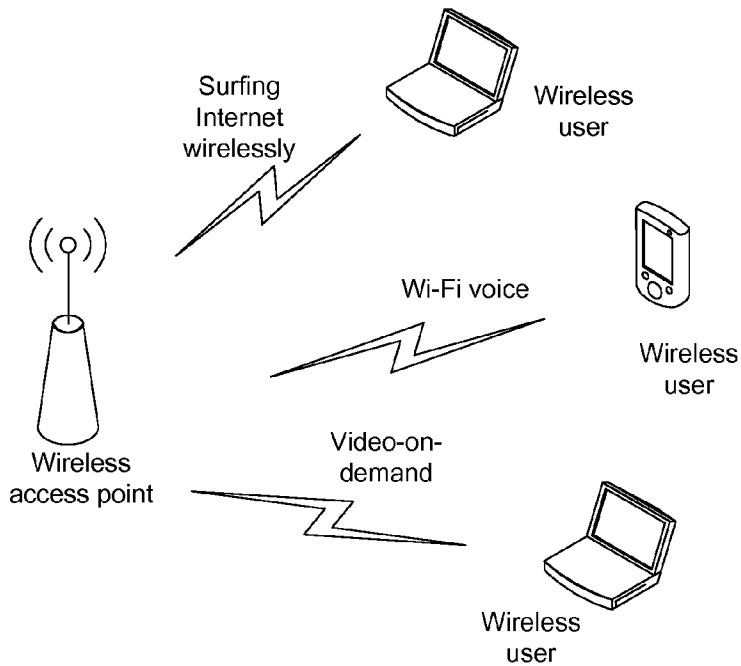 Surfing
Internet
wirelessly
Wireless
user
Wi-Fi voice
Wireless
user
Wireless
access point
Video-on-
demand
Wireless
user